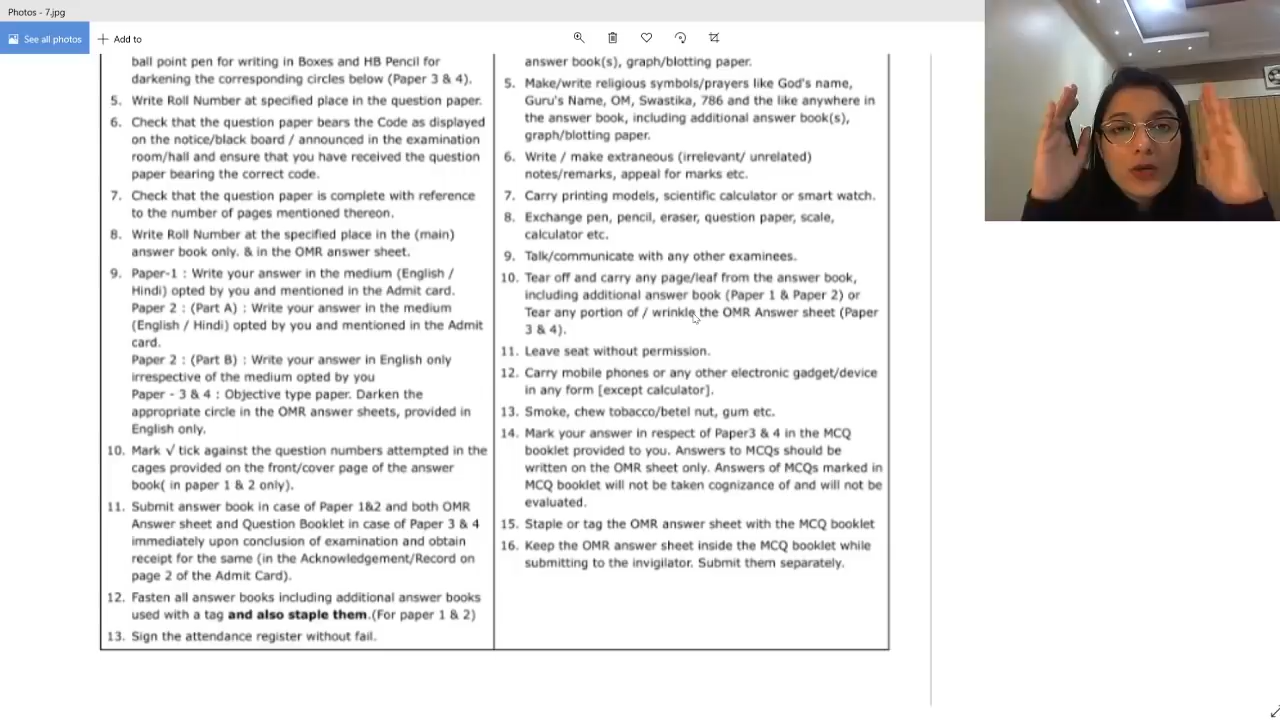 Photos - 7.jpg
See all photos
Add to
ball point pen for writing in Boxes and HB Pencil for
darkening the corresponding circles below (Paper 3 & 4).
5. Write Roll Number at specified place in the question paper.
6. Check that the question paper bears the Code as displayed
on the notice/black board / announced in the examination
room/hall and ensure that you have received the question
paper bearing the correct code.
7. Check that the question paper is complete with reference
to the number of pages mentioned thereon.
8. Write Roll Number at the specified place in the (main)
answer book only. & in the OMR answer sheet.
9. Paper-1 : Write your answer in the medium (English /
Hindi) opted by you and mentioned in the Admit card.
Paper 2 : (Part A) : Write your answer in the medium
(English / Hindi) opted by you and mentioned in the Admit
card.
Paper 2 : (Part B) : Write your answer in English only
irrespective of the medium opted by you
Paper - 3 & 4 : Objective type paper. Darken the
appropriate circle in the OMR answer sheets, provided in
English only.
10. Mark √ tick against the question numbers attempted in the
cages provided on the front/cover page of the answer
book( in paper 1 & 2 only).
11. Submit answer book in case of Paper 1&2 and both OMR
Answer sheet and Question Booklet in case of Paper 3 & 4
immediately upon conclusion of examination and obtain
receipt for the same (in the Acknowledgement/Record on
page 2 of the Admit Card).
12. Fasten all answer books including additional answer books
used with a tag and also staple them.(For paper 1 & 2)
13. Sign the attendance register without fail.
answer book(s), graph/blotting paper.
5. Make/write religious symbols/prayers like God's name,
Guru's Name, OM, Swastika, 786 and the like anywhere in
the answer book, including additional answer book(s),
graph/blotting paper.
6. Write / make extraneous (irrelevant/ unrelated)
notes/remarks, appeal for marks etc.
7. Carry printing models, scientific calculator or smart watch.
8. Exchange pen, pencil, eraser, question paper, scale,
calculator etc.
9. Talk/communicate with any other examinees.
10. Tear off and carry any page/leaf from the answer book,
including additional answer book (Paper 1 & Paper 2) or
Tear any portion of / wrinkle the OMR Answer sheet (Paper
3 & 4).
11. Leave seat without permission.
12. Carry mobile phones or any other electronic gadget/device
in any form [except calculator].
13. Smoke, chew tobacco/betel nut, gum etc.
14. Mark your answer in respect of Paper3 & 4 in the MCQ
booklet provided to you. Answers to MCQs should be
written on the OMR sheet only. Answers of MCQs marked in
MCQ booklet will not be taken cognizance of and will not be
evaluated.
15. Staple or tag the OMR answer sheet with the MCQ booklet
16. Keep the OMR answer sheet inside the MCQ booklet while
submitting to the invigilator. Submit them separately.